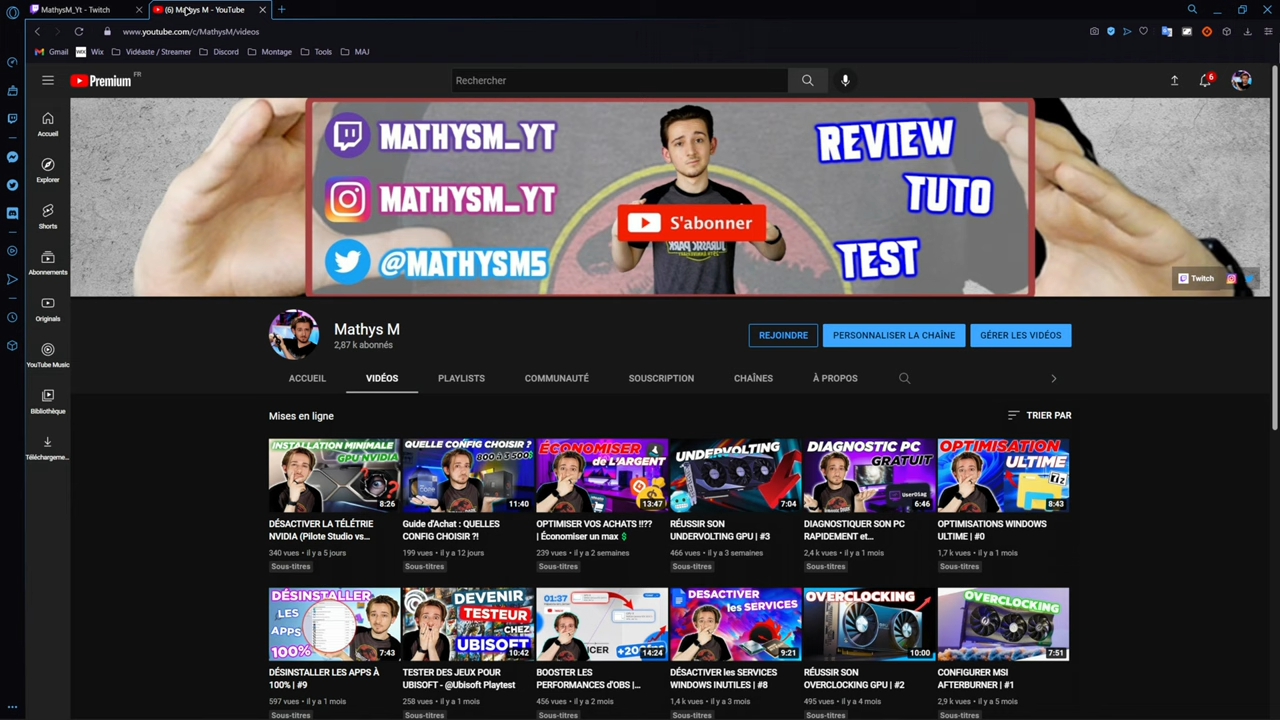 MathysM_Yt - Twitch
(6) Mathys M - YouTube
www.youtube.com/c/MathysM/videos
Gmail
Wix
Vidéaste / Streamer
Discord
Montage
Tools
MAJ
Premium FR
Rechercher
6
MATHYSM_YT
MATHYSM_YT
@MATHYSM5
S'abonner
JURASSIC PARK
REVIEW
TUTO
TEST
Twitch
Accueil
Explorer
Shorts
Abonnements
Originals
YouTube Music
Bibliothèque
Téléchargeme...
Mathys M
2,87 k abonnés
REJOINDRE
PERSONNALISER LA CHAÎNE
GÉRER LES VIDÉOS
ACCUEIL
VIDÉOS
PLAYLISTS
COMMUNAUTÉ
SOUSCRIPTION
CHAÎNES
À PROPOS
Mises en ligne
TRIER PAR
INSTALLATION MINIMALE
GPU NVIDIA
8:26
DÉSACTIVER LA TÉLÉTRIE
NVIDIA (Pilote Studio vs...
340 vues • il y a 5 jours
Sous-titres
QUELLE CONFIG CHOISIR ?
800 à 3 500$
11:40
Guide d'Achat : QUELLES
CONFIG CHOISIR ?!
199 vues • il y a 12 jours
Sous-titres
ÉCONOMISER
de L'ARGENT
13:47
OPTIMISER VOS ACHATS !!??
| Économiser un max $
239 vues • il y a 2 semaines
Sous-titres
UNDERVOLTING
7:04
RÉUSSIR SON
UNDERVOLTING GPU | #3
466 vues • il y a 3 semaines
Sous-titres
DIAGNOSTIC PC
GRATUIT
UserDiag
6:46
DIAGNOSTIQUER SON PC
RAPIDEMENT et...
2,4 k vues • il y a 1 mois
Sous-titres
OPTIMISATION
ULTIME
8:43
OPTIMISATIONS WINDOWS
ULTIME | #0
1,7 k vues • il y a 1 mois
Sous-titres
DÉSINSTALLER
LES
APPS
100%
7:43
DÉSINSTALLER LES APPS À
100% | #9
597 vues • il y a 1 mois
Sous-titres
DEVENIR
TESTEUR
CHEZ
UBISOFT
10:42
TESTER DES JEUX POUR
UBISOFT - @Ubisoft Playtest
258 vues • il y a 1 mois
Sous-titres
01:37
14:24
BOOSTER LES
PERFORMANCES d'OBS |...
456 vues • il y a 2 mois
Sous-titres
DESACTIVER
les SERVICES
9:21
DÉSACTIVER les SERVICES
WINDOWS INUTILES | #8
1,4 k vues • il y a 3 mois
Sous-titres
OVERCLOCKING
10:00
RÉUSSIR SON
OVERCLOCKING GPU | #2
495 vues • il y a 4 mois
Sous-titres
OVERCLOCKING
7:51
CONFIGURER MSI
AFTERBURNER | #1
2,9 k vues • il y a 5 mois
Sous-titres